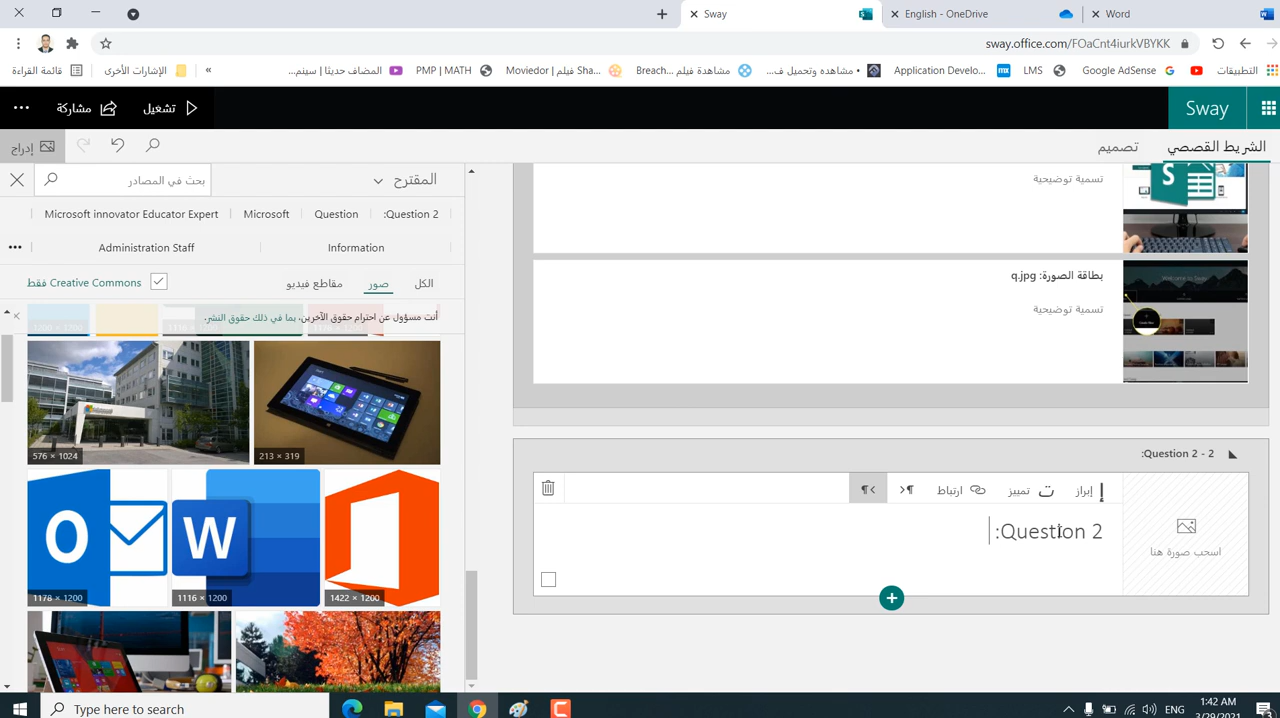 Sway
English - OneDrive
Word
sway.office.com/FOaCnt4iurkVBYKK
التطبيقات
Google AdSense
LMS
Application Develo...
مشاهده وتحميل ف...
Breach... مشاهدة فيلم
Moviedor | فيلم Sha...
PMP | MATH
المضاف حديثا | سينم...
»
الإشارات الأخرى
قائمة القراءة
Sway
تشغيل
مشاركة
الشريط القصصي
تصميم
إدراج
المقترح
بحث في المصادر
Question 2:
Question
Microsoft
Microsoft innovator Educator Expert
Information
Administration Staff
الكل
صور
مقاطع فيديو
Creative Commons فقط
أنت مسؤول عن احترام حقوق الآخرين، بما في ذلك حقوق النشر.
576 × 1024
213 × 319
1178 × 1200
1116 × 1200
1422 × 1200
تسمية توضيحية
بطاقة الصورة: q.jpg
تسمية توضيحية
2 - Question 2:
إبراز
تمييز
ارتباط
Question 2:
اسحب صورة هنا
Type here to search
ENG
1:42 AM
3/29/2021